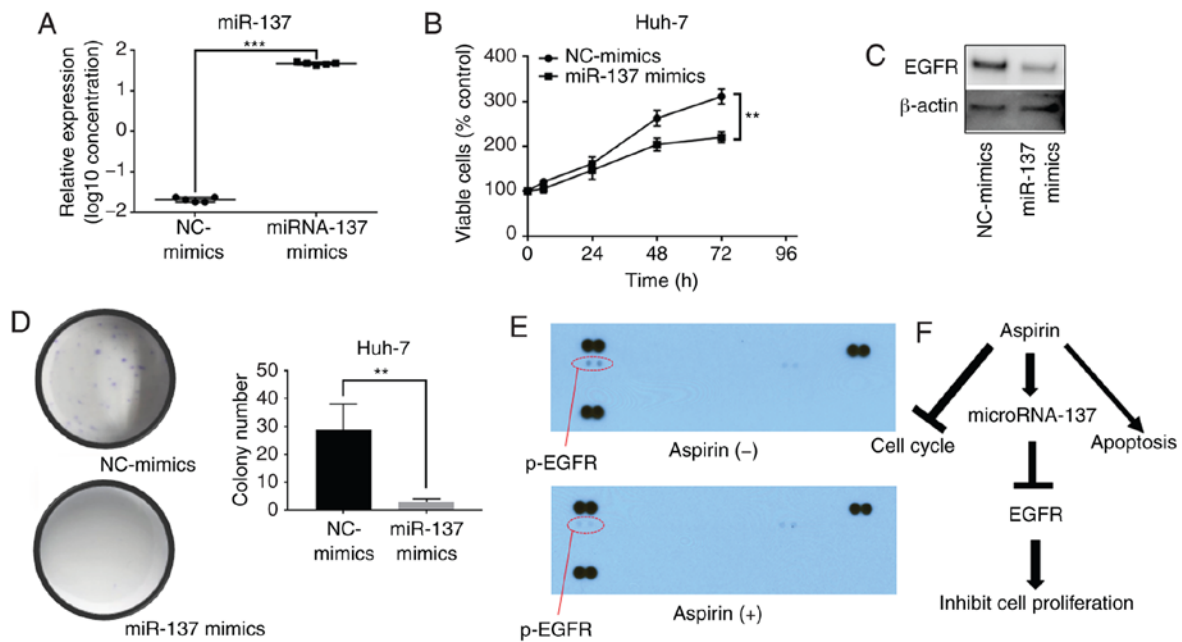 A
miR-137
Relative expression
(log10 concentration)
2
1
0
−1
−2
***
NC-
mimics
miRNA-137
mimics
B
Huh-7
NC-mimics
miR-137 mimics
Viable cells (% control)
400
300
200
100
0
**
0
24
48
72
96
Time (h)
C
EGFR
β-actin
NC-mimics
miR-137
mimics
D
NC-mimics
miR-137 mimics
Huh-7
Colony number
50
40
30
20
10
0
**
NC-
mimics
miR-137
mimics
E
p-EGFR
Aspirin (−)
p-EGFR
Aspirin (+)
F
Aspirin
microRNA-137
Cell cycle
Apoptosis
EGFR
Inhibit cell proliferation